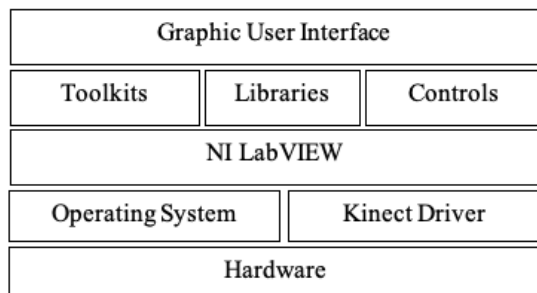 Graphic User Interface
Toolkits Libraries Controls
NI LabVIEW
Operating System Kinect Driver
Hardware